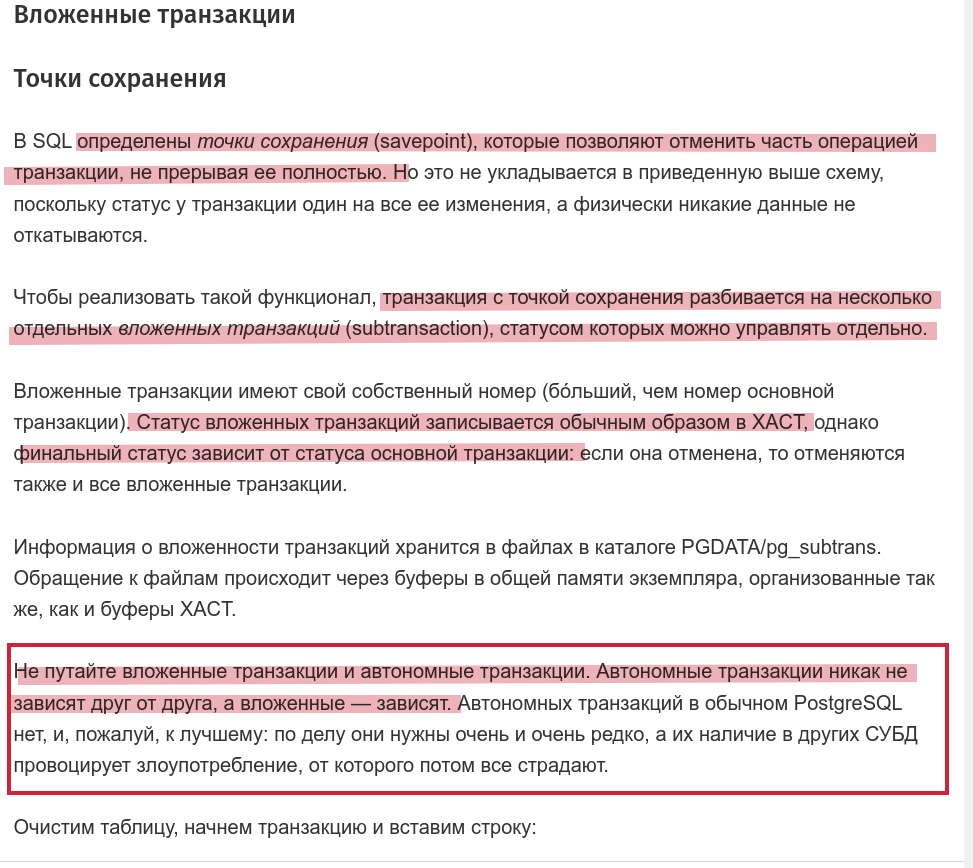 Вложенные транзакции
Точки сохранения
В SQL определены точки сохранения (savepoint), которые позволяют отменить часть операцией
транзакции, не прерывая ее полностью. Но это не укладывается в приведенную выше схему,
поскольку статус у транзакции один на все ее изменения, а физически никакие данные не
откатываются.
Чтобы реализовать такой функционал, транзакция с точкой сохранения разбивается на несколько
отдельных вложенных транзакций (subtransaction), статусом которых можно управлять отдельно.
Вложенные транзакции имеют свой собственный номер (бо́льший, чем номер основной
транзакции). Статус вложенных транзакций записывается обычным образом в XACT, однако
финальный статус зависит от статуса основной транзакции: если она отменена, то отменяются
также и все вложенные транзакции.
Информация о вложенности транзакций хранится в файлах в каталоге PGDATA/pg_subtrans.
Обращение к файлам происходит через буферы в общей памяти экземпляра, организованные так
же, как и буферы XACT.
Не путайте вложенные транзакции и автономные транзакции. Автономные транзакции никак не
зависят друг от друга, а вложенные — зависят. Автономных транзакций в обычном PostgreSQL
нет, и, пожалуй, к лучшему: по делу они нужны очень и очень редко, а их наличие в других СУБД
провоцирует злоупотребление, от которого потом все страдают.
Очистим таблицу, начнем транзакцию и вставим строку: